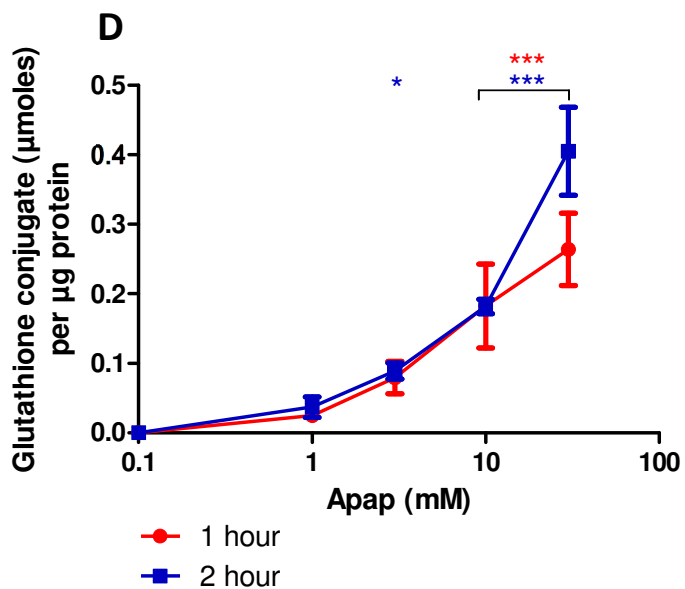 D
***
* ***
0.5
0.4
0.3
0.2
0.1
0.0
Glutathione conjugate (µmoles)
per µg protein
0.1 1 10 100
Apap (mM)
1 hour
2 hour